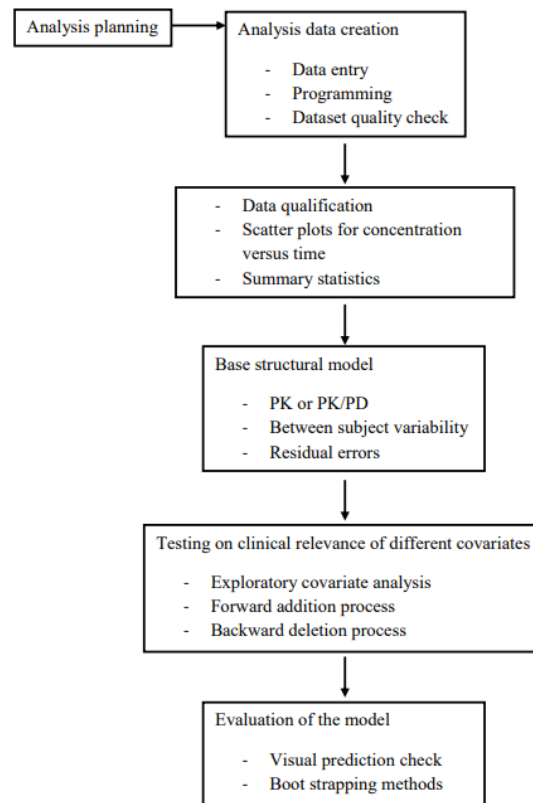 Analysis planning
Analysis data creation
- Data entry
- Programming
- Dataset quality check
- Data qualification
- Scatter plots for concentration
versus time
- Summary statistics
Base structural model
- PK or PK/PD
- Between subject variability
- Residual errors
Testing on clinical relevance of different covariates
- Exploratory covariate analysis
- Forward addition process
- Backward deletion process
Evaluation of the model
- Visual prediction check
- Boot strapping methods